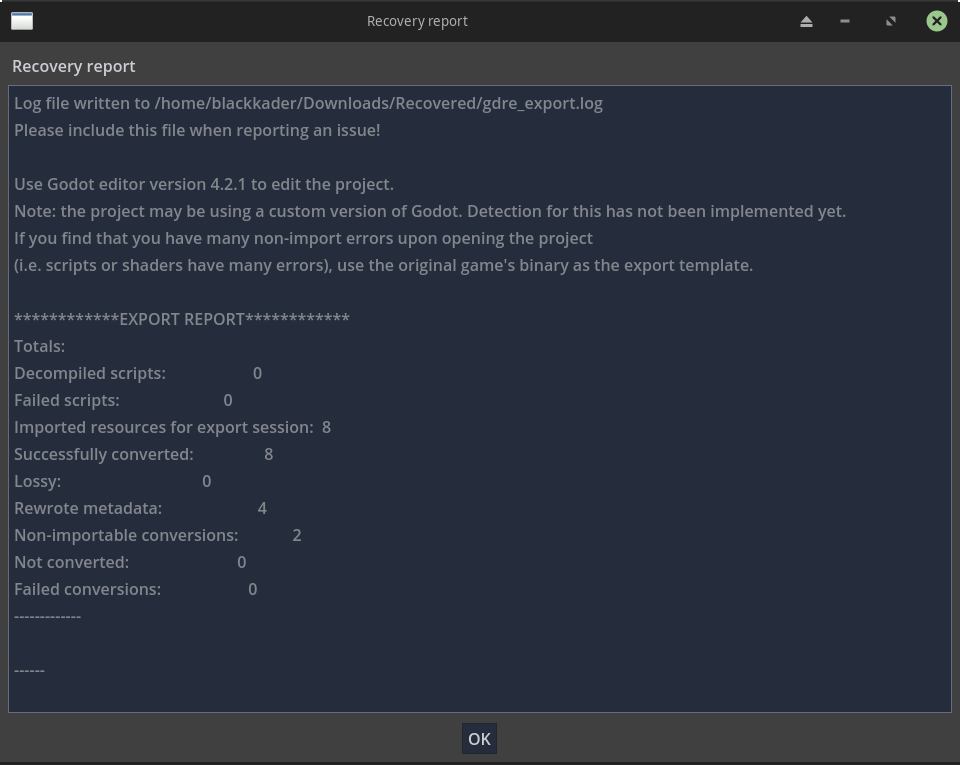 Recovery report
Recovery report
Log file written to /home/blackkader/Downloads/Recovered/gdre_export.log
Please include this file when reporting an issue!
Use Godot editor version 4.2.1 to edit the project.
Note: the project may be using a custom version of Godot. Detection for this has not been implemented yet.
If you find that you have many non-import errors upon opening the project
(i.e. scripts or shaders have many errors), use the original game's binary as the export template.
************EXPORT REPORT************
Totals:
Decompiled scripts: 0
Failed scripts: 0
Imported resources for export session: 8
Successfully converted: 8
Lossy: 0
Rewrote metadata: 4
Non-importable conversions: 2
Not converted: 0
Failed conversions: 0
-------------
------
OK